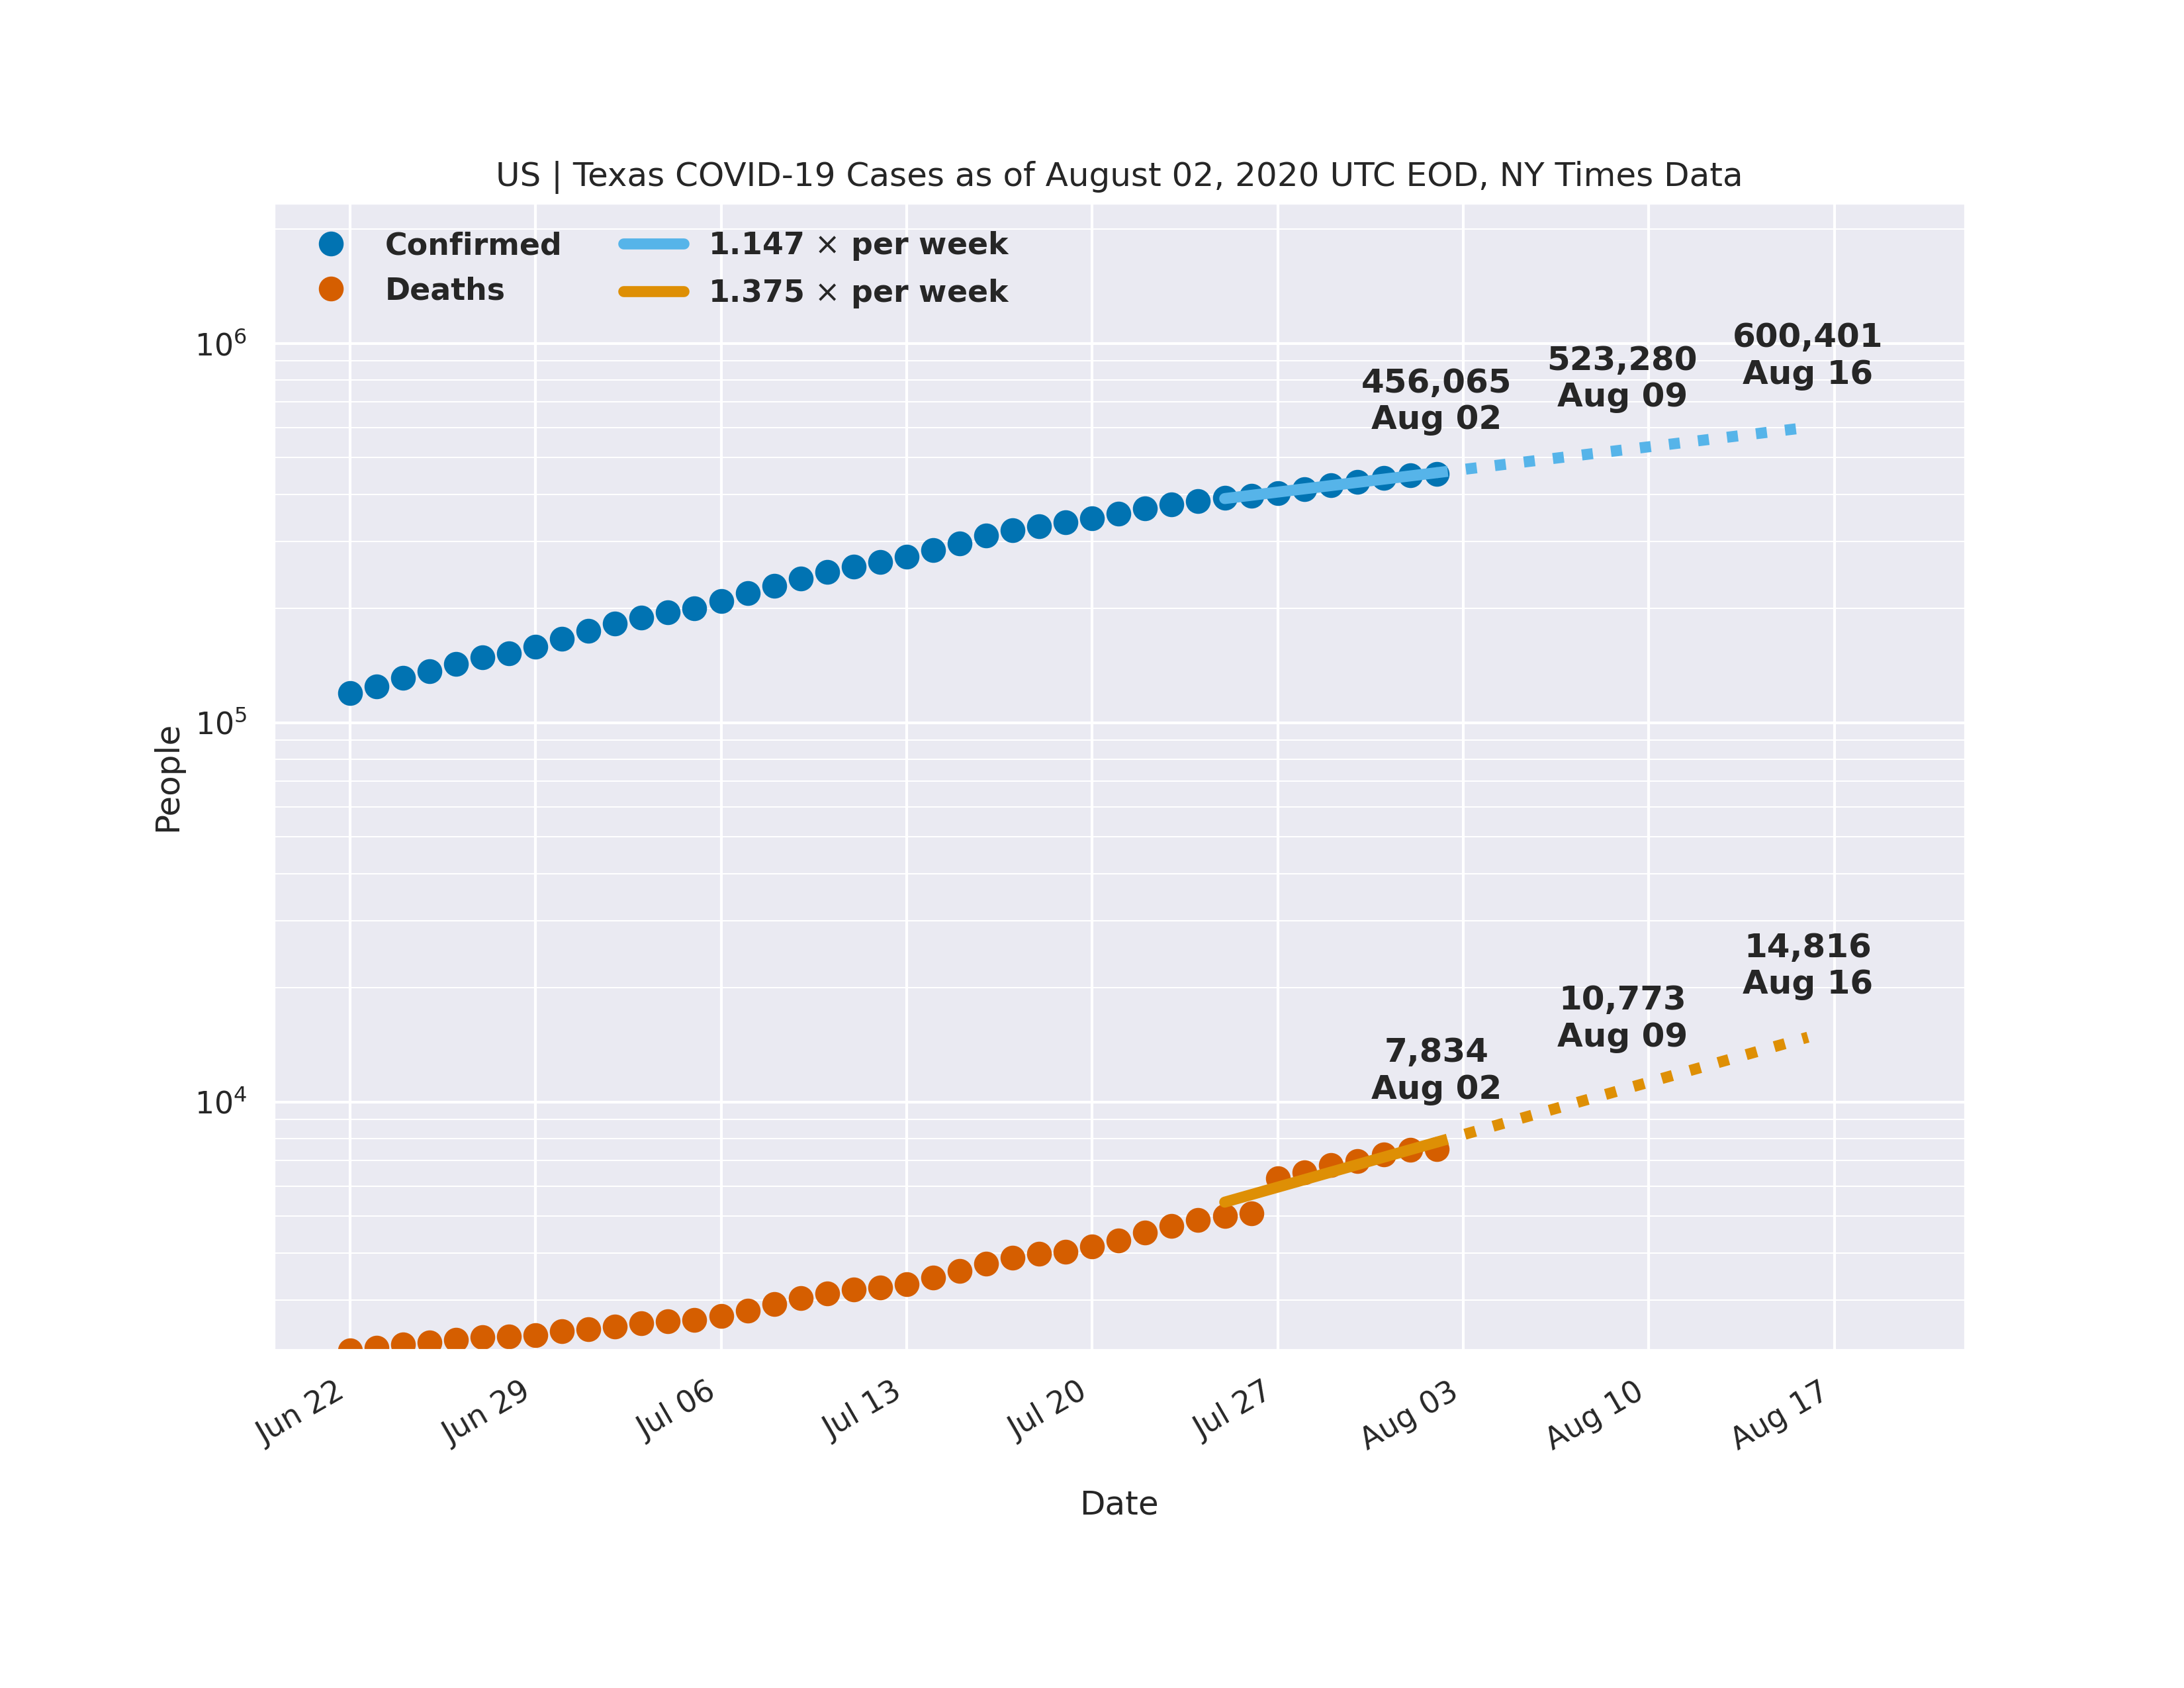 US | Texas COVID-19 Cases as of August 02, 2020 UTC EOD, NY Times Data
Confirmed
Deaths
1.147 × per week
1.375 × per week
10⁶
10⁵
10⁴
People
456,065
Aug 02
523,280
Aug 09
600,401
Aug 16
7,834
Aug 02
10,773
Aug 09
14,816
Aug 16
Jun 22
Jun 29
Jul 06
Jul 13
Jul 20
Jul 27
Aug 03
Aug 10
Aug 17
Date